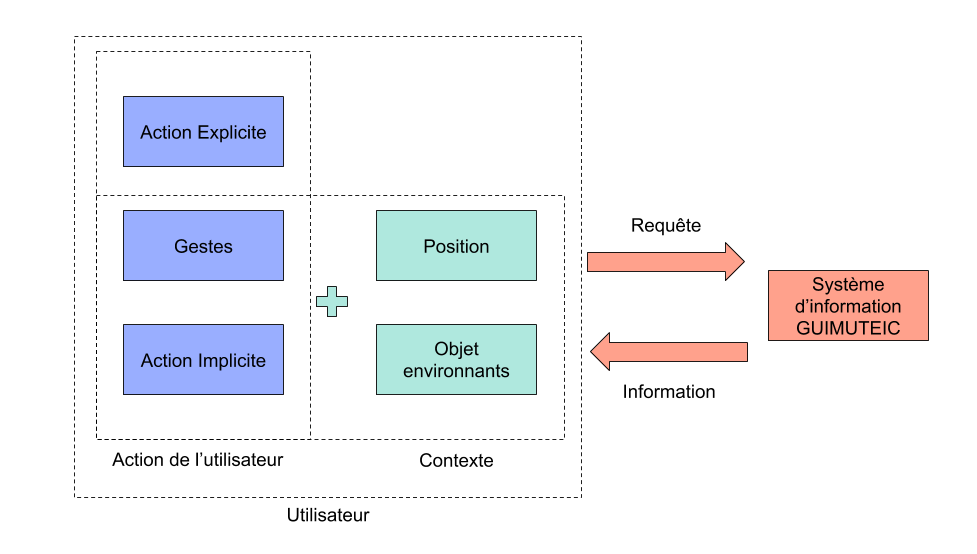 Action Explicite
Gestes
Position
Action Implicite
Objet
environnants
Action de l’utilisateur
Contexte
Utilisateur
Requête
Système
d’information
GUIMUTEIC
Information